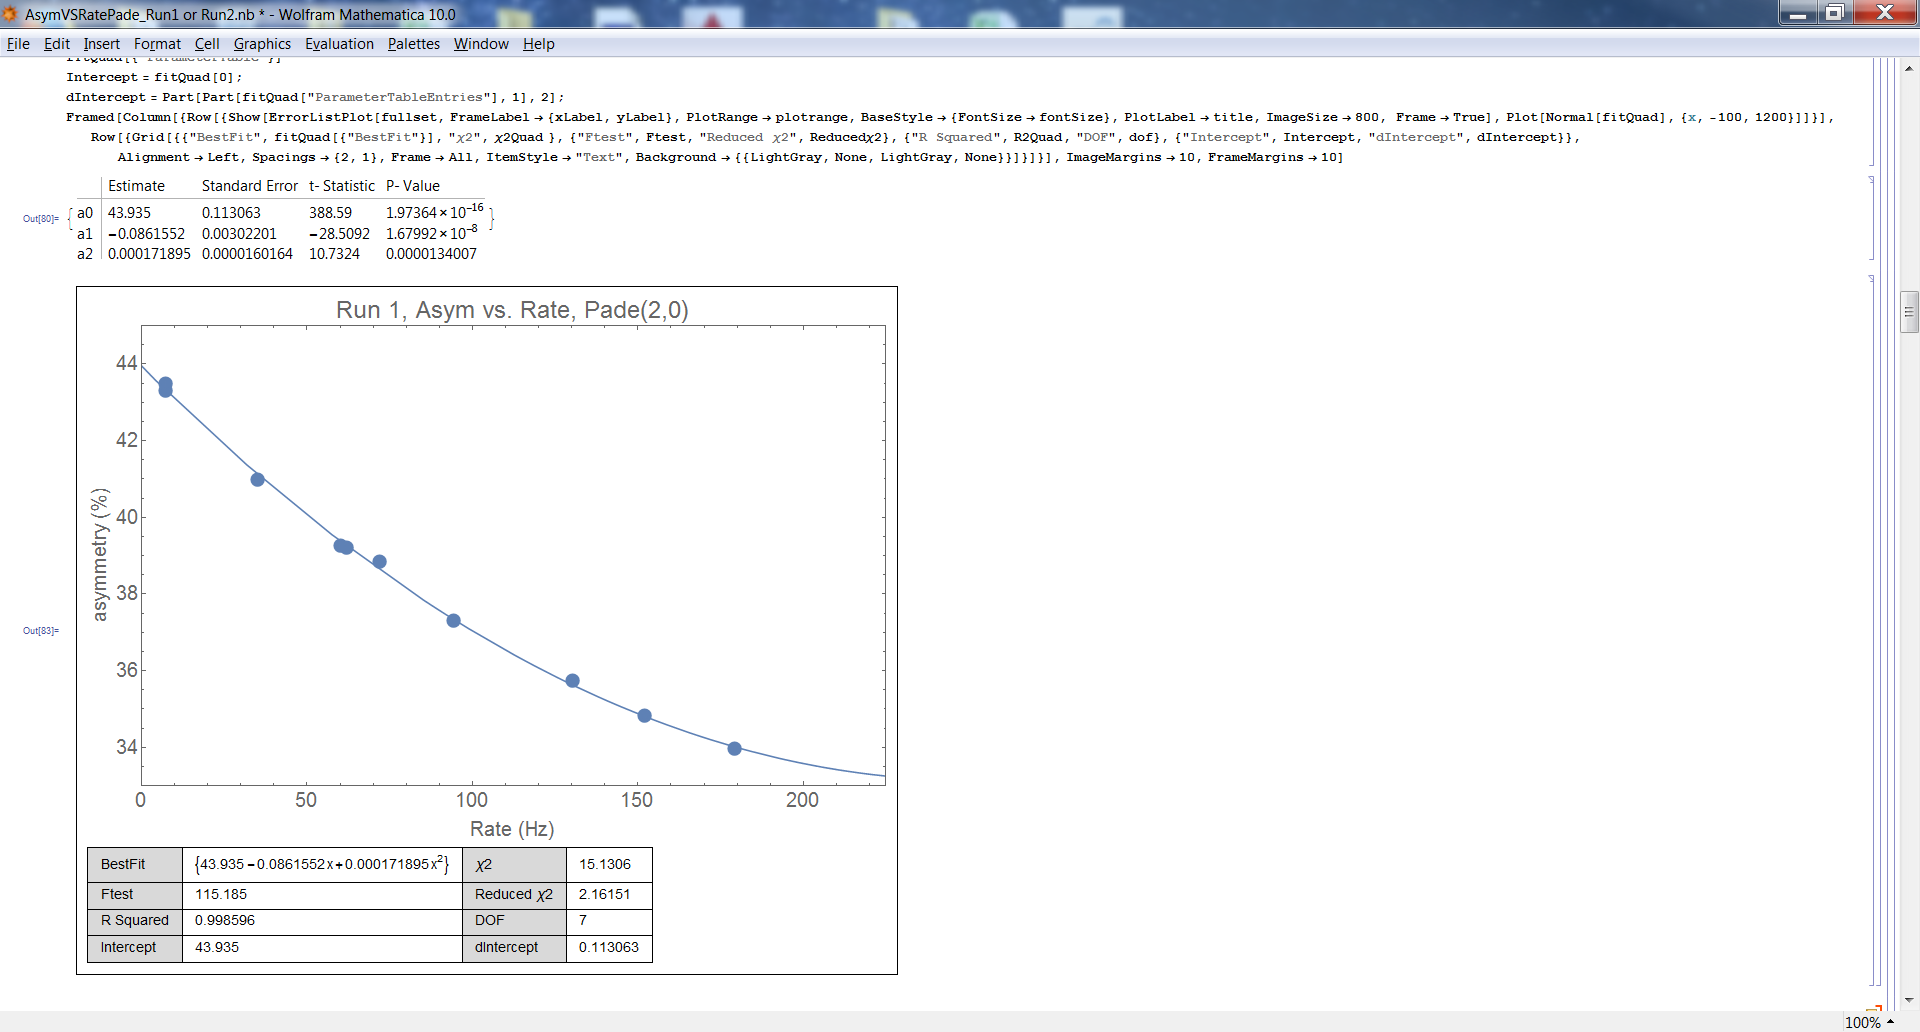 AsymVSRatePade_Run1 or Run2.nb * - Wolfram Mathematica 10.0
File Edit Insert Format Cell Graphics Evaluation Palettes Window Help
fitQuad[{"ParameterTable"}]
Intercept = fitQuad[0];
dIntercept = Part[Part[fitQuad["ParameterTableEntries"], 1], 2];
Framed[Column[{Row[{Show[ErrorListPlot[fullset, FrameLabel → {xLabel, yLabel}, PlotRange → plotrange, BaseStyle → {FontSize → fontSize}, PlotLabel → title, ImageSize → 800, Frame → True], Plot[Normal[fitQuad], {x, -100, 1200}]]}],
Row[{Grid[{{"BestFit", fitQuad[{"BestFit"}], "χ2", χ2Quad }, {"Ftest", Ftest, "Reduced χ2", Reducedχ2}, {"R Squared", R2Quad, "DOF", dof}, {"Intercept", Intercept, "dIntercept", dIntercept}},
Alignment → Left, Spacings → {2, 1}, Frame → All, ItemStyle → "Text", Background → {{LightGray, None, LightGray, None}}]}]}], ImageMargins → 10, FrameMargins → 10]
Estimate Standard Error t- Statistic P- Value
Out[80]= { a0 43.935 0.113063 388.59 1.97364×10^-16 }
a1 -0.0861552 0.00302201 -28.5092 1.67992×10^-8
a2 0.000171895 0.0000160164 10.7324 0.0000134007
Run 1, Asym vs. Rate, Pade(2,0)
44
42
40
38
36
34
asymmetry (%)
Out[83]=
0 50 100 150 200
Rate (Hz)
BestFit {43.935-0.0861552x+0.000171895x²} χ2 15.1306
Ftest 115.185 Reduced χ2 2.16151
R Squared 0.998596 DOF 7
Intercept 43.935 dIntercept 0.113063
100%